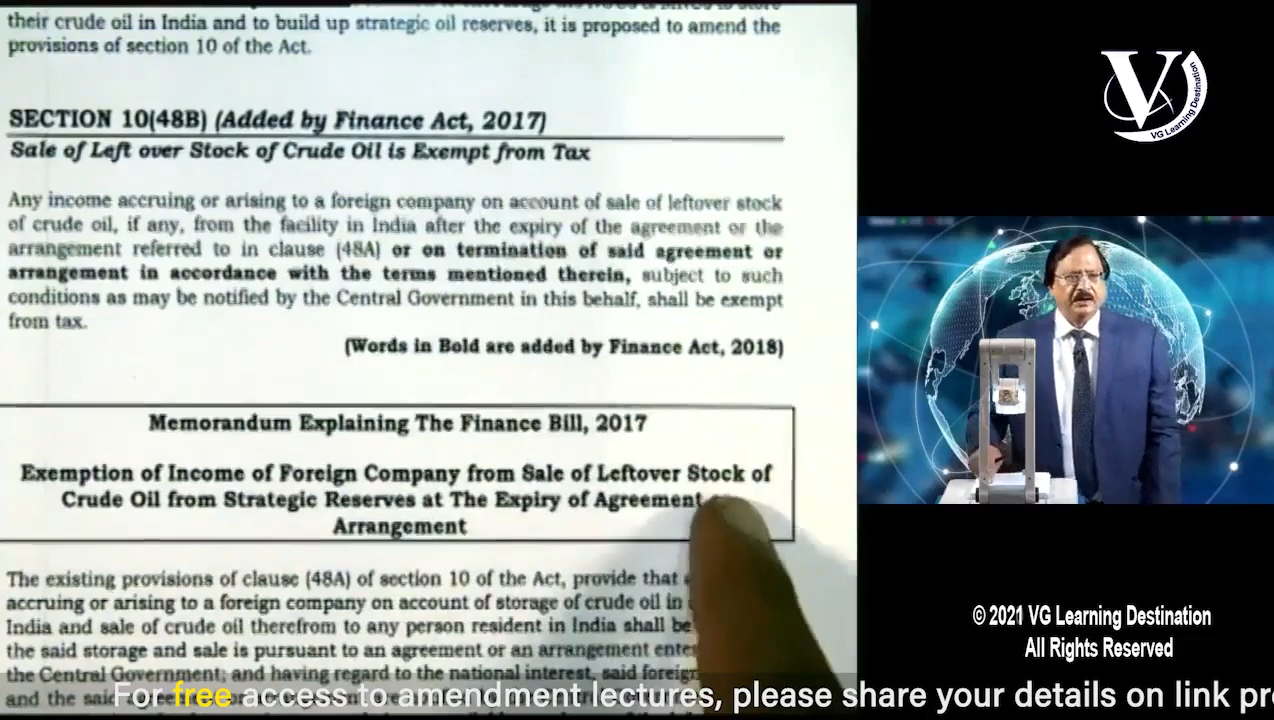 their crude oil in India and to build up strategic oil reserves, it is proposed to amend the
provisions of section 10 of the Act.
SECTION 10(48B) (Added by Finance Act, 2017)
Sale of Left over Stock of Crude Oil is Exempt from Tax
Any income accruing or arising to a foreign company on account of sale of leftover stock
of crude oil, if any, from the facility in India after the expiry of the agreement or the
arrangement referred to in clause (48A) or on termination of said agreement or
arrangement in accordance with the terms mentioned therein, subject to such
conditions as may be notified by the Central Government in this behalf, shall be exempt
from tax.
(Words in Bold are added by Finance Act, 2018)
Memorandum Explaining The Finance Bill, 2017
Exemption of Income of Foreign Company from Sale of Leftover Stock of
Crude Oil from Strategic Reserves at The Expiry of Agreement
Arrangement
The existing provisions of clause (48A) of section 10 of the Act, provide that
accruing or arising to a foreign company on account of storage of crude oil in
India and sale of crude oil therefrom to any person resident in India shall be
the said storage and sale is pursuant to an agreement or an arrangement
the Central Government; and having regard to the national interest, said
and the said
For free access to amendment lectures, please share your details on link
V
VG Learning Destination
© 2021 VG Learning Destination
All Rights Reserved